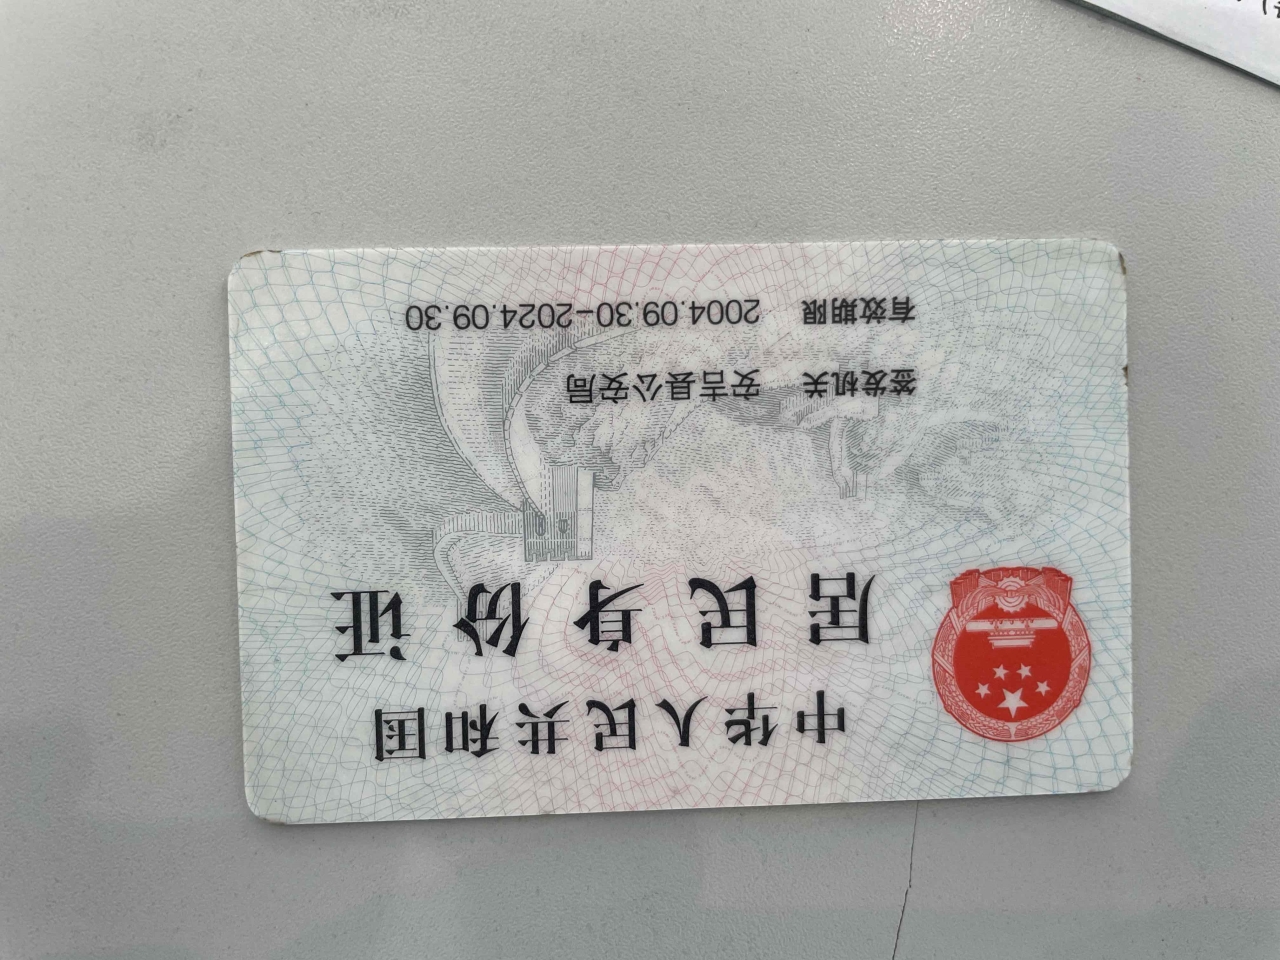 中华人民共和国
居民身份证
签发机关 安吉县公安局
有效期限 2004.09.30-2024.09.30